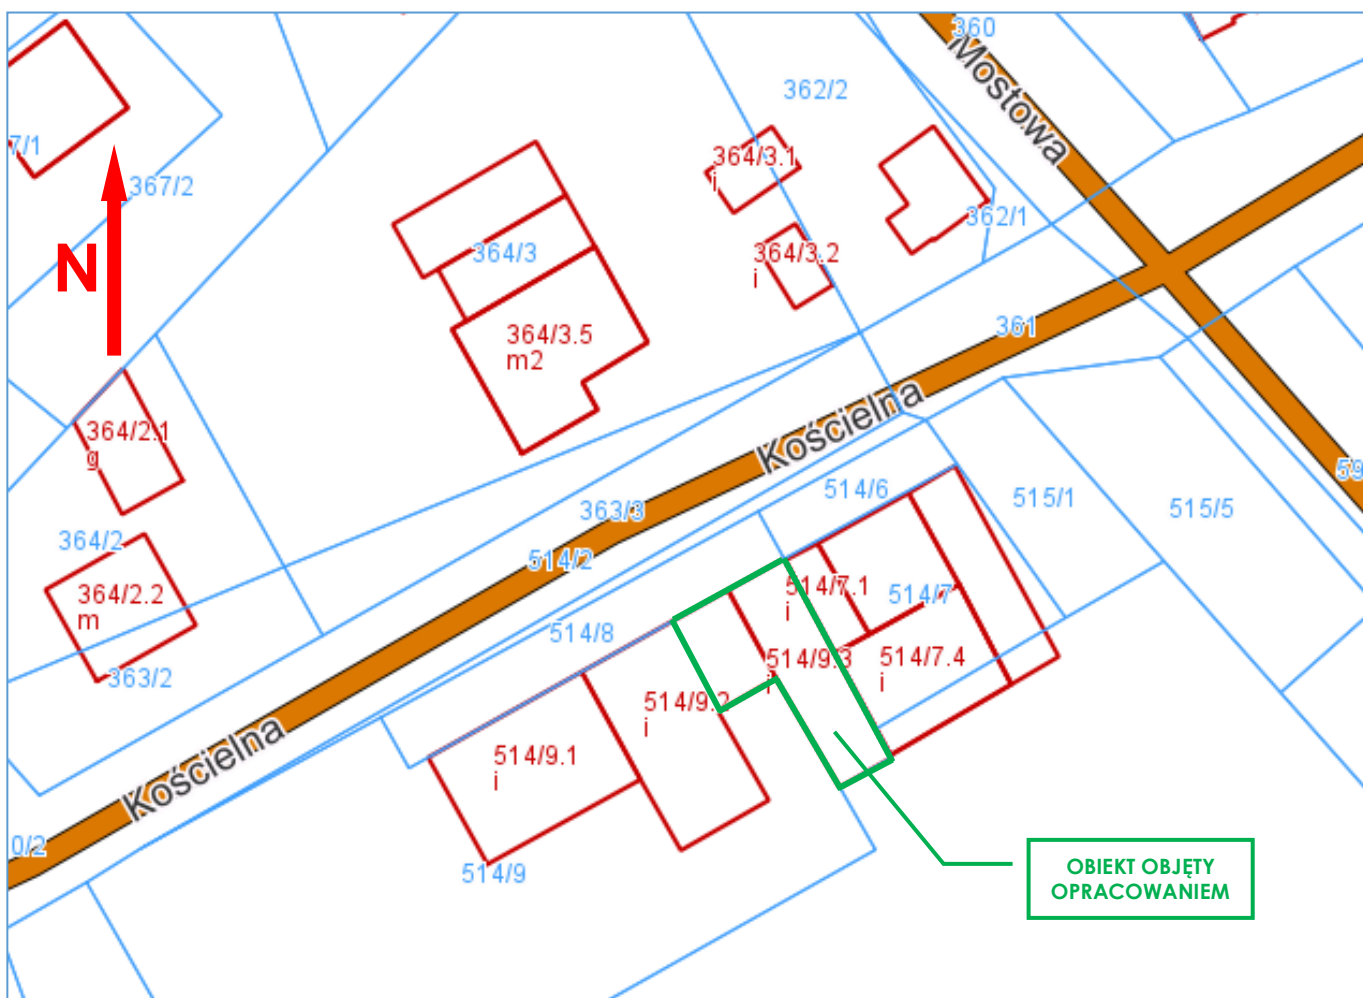 360
Mostowa
362/2
7/1
364/3.1
i
367/2
362/1
N
364/3
364/3.2
i
361
364/3.5
m2
Kościelna
364/2.1
g
59
514/6
515/1
515/5
363/3
364/2
514/2
514/7.1
i
514/7
364/2.2
m
514/8
514/9.3
i
514/7.4
i
363/2
514/9.2
i
Kościelna
514/9.1
i
0/2
514/9
OBIEKT OBJĘTY
OPRACOWANIEM